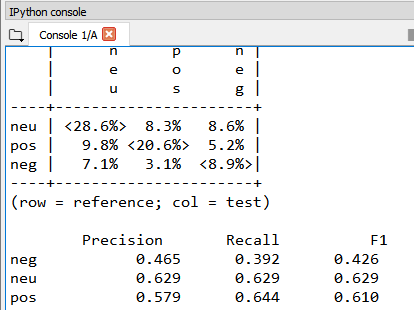 IPython console
Console 1/A
|    n    p    n |
|    e    o    e |
|    u    s    g |
----+--------------------+
neu | <28.6%> 8.3% 8.6% |
pos | 9.8% <20.6%> 5.2% |
neg | 7.1% 3.1% <8.9%>|
----+--------------------+
(row = reference; col = test)
Precision Recall F1
neg 0.465 0.392 0.426
neu 0.629 0.629 0.629
pos 0.579 0.644 0.610